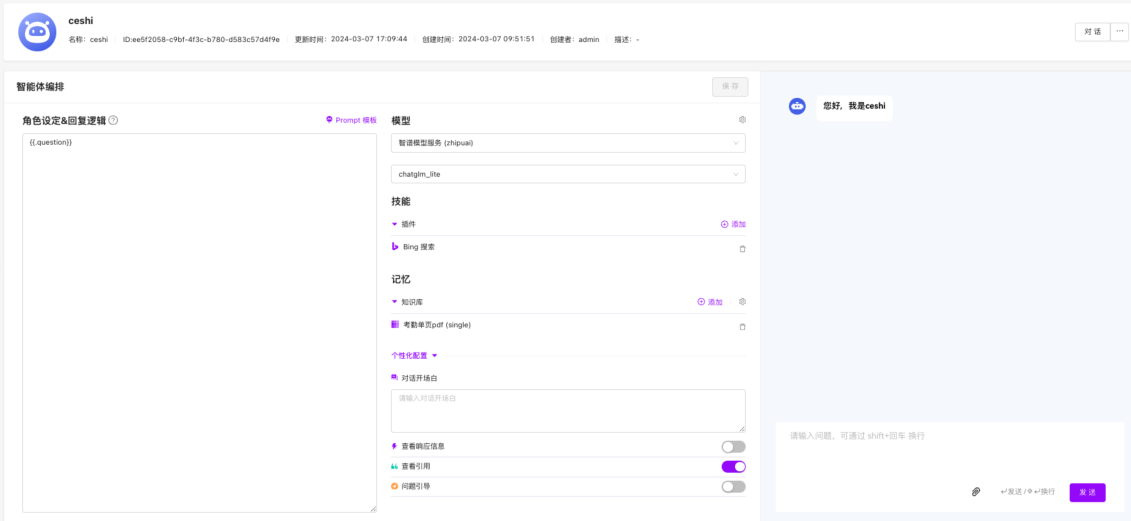 ceshi
名称: ceshi ID:ee5f2058-c9bf-4f3c-b780-d583c57d4f9e 更新时间: 2024-03-07 17:09:44 创建时间: 2024-03-07 09:51:51 创建者: admin 描述: -
对 话
智能体编排
保 存
角色设定&回复逻辑
Prompt 模板
{{.question}}
模型
智谱模型服务 (zhipuai)
chatglm_lite
技能
插件
添加
Bing 搜索
记忆
知识库
添加
考勤单页pdf (single)
个性化配置
对话开场白
请输入对话开场白
查看响应信息
查看引用
问题引导
您好，我是ceshi
请输入问题，可通过 shift+回车 换行
↵发送 /⇧↵换行
发 送